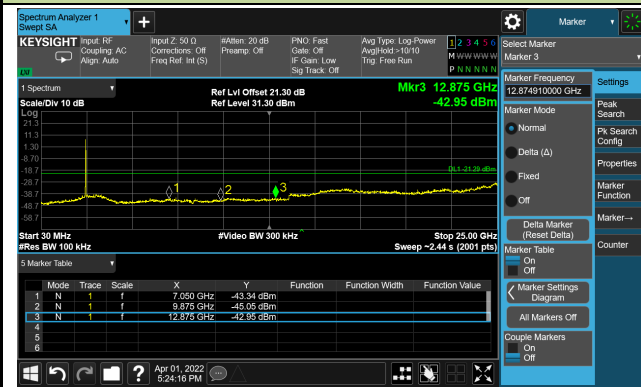 Spectrum Analyzer 1
Swept SA
Marker
KEYSIGHT
Input: RF
Coupling: AC
Align: Auto
Input Z: 50 Ω
Corrections: Off
Freq Ref: Int (S)
#Atten: 20 dB
Preamp: Off
PNO: Fast
Gate: Off
IF Gain: Low
Sig Track: Off
Avg Type: Log-Power
Avg|Hold:>10/10
Trig: Free Run
1 2 3 4 5 6
M W W W W W
P N N N N N
LXI
Select Marker
Marker 3
1 Spectrum
Scale/Div 10 dB
Ref Lvl Offset 21.30 dB
Ref Level 31.30 dBm
Mkr3 12.875 GHz
-42.95 dBm
Log
21.3
11.3
1.30
-8.70
-18.7
-28.7
-38.7
-48.7
-58.7
DL1 -21.29 dBm
1
2
3
Start 30 MHz
#Res BW 100 kHz
#Video BW 300 kHz
Stop 25.00 GHz
Sweep ~2.44 s (2001 pts)
5 Marker Table
Mode Trace Scale X Y Function Function Width Function Value
1 N 1 f 7.050 GHz -43.34 dBm
2 N 1 f 9.875 GHz -45.05 dBm
3 N 1 f 12.875 GHz -42.95 dBm
4
5
6
Marker Frequency
12.874910000 GHz
Marker Mode
Normal
Delta (Δ)
Fixed
Off
Delta Marker
(Reset Delta)
Marker Table
On
Off
Marker Settings
Diagram
All Markers Off
Couple Markers
On
Off
Settings
Peak
Search
Pk Search
Config
Properties
Marker
Function
Marker→
Counter
Apr 01, 2022
5:24:16 PM